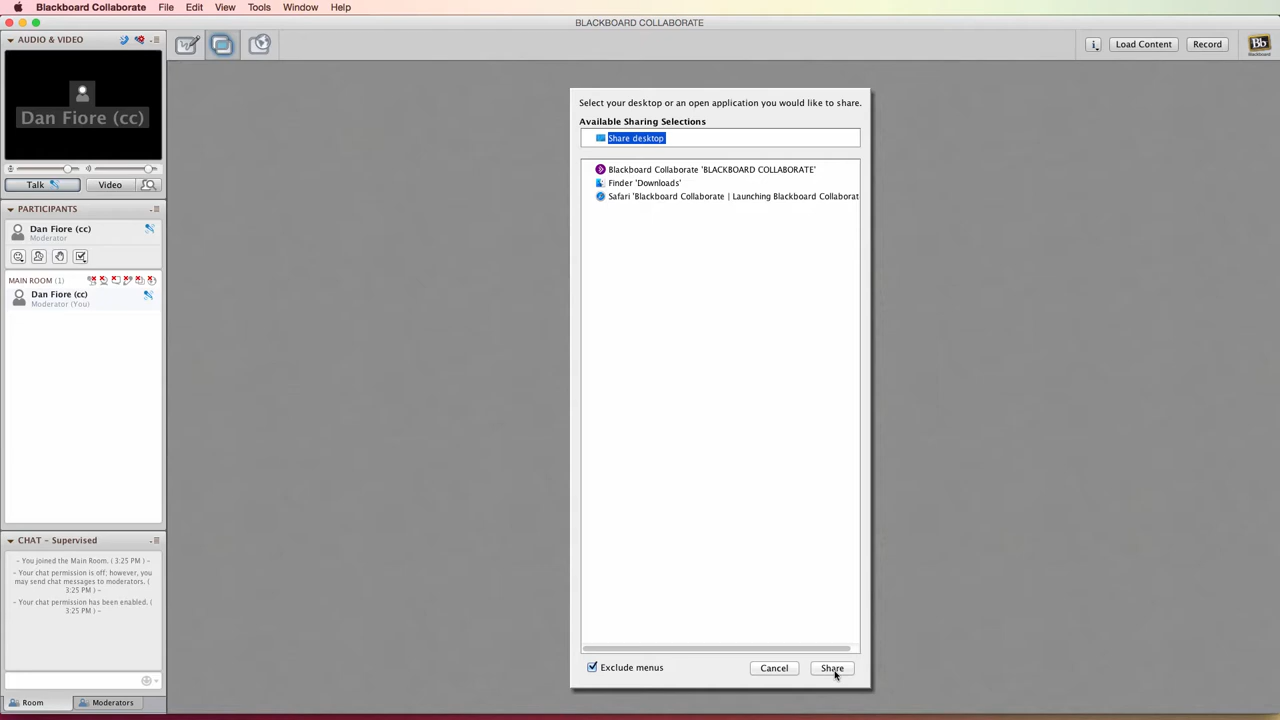 Blackboard Collaborate File Edit View Tools Window Help
BLACKBOARD COLLABORATE
AUDIO & VIDEO
Dan Fiore (cc)
Talk Video
PARTICIPANTS
Dan Fiore (cc)
Moderator
MAIN ROOM (1)
Dan Fiore (cc)
Moderator (You)
CHAT – Supervised
– You joined the Main Room. ( 3:25 PM ) –
– Your chat permission is off; however, you
may send chat messages to moderators. (
3:25 PM ) –
– Your chat permission has been enabled. (
3:25 PM ) –
Room Moderators
Load Content Record
Bb
Blackboard
Select your desktop or an open application you would like to share.
Available Sharing Selections
Share desktop
Blackboard Collaborate 'BLACKBOARD COLLABORATE'
Finder 'Downloads'
Safari 'Blackboard Collaborate | Launching Blackboard Collaborat
Exclude menus Cancel Share